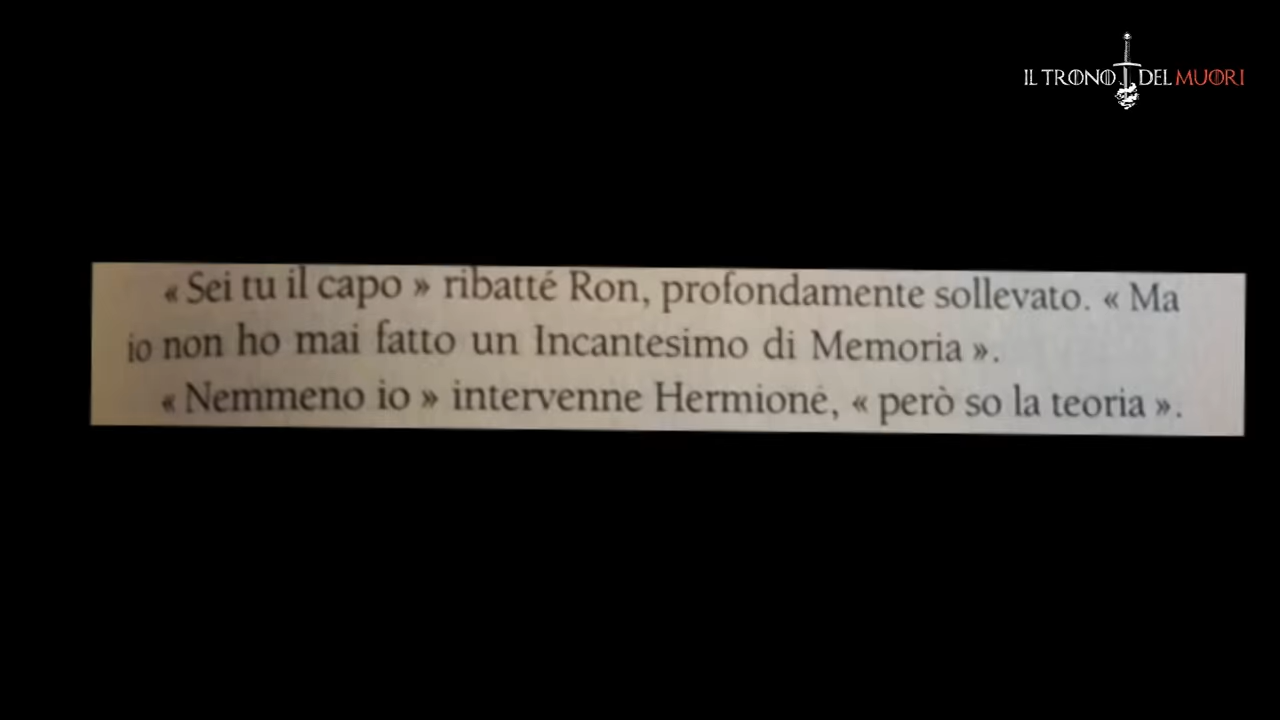 IL TRONO DEL MUORI
« Sei tu il capo » ribatté Ron, profondamente sollevato. « Ma
io non ho mai fatto un Incantesimo di Memoria ».
« Nemmeno io » intervenne Hermione, « però so la teoria ».